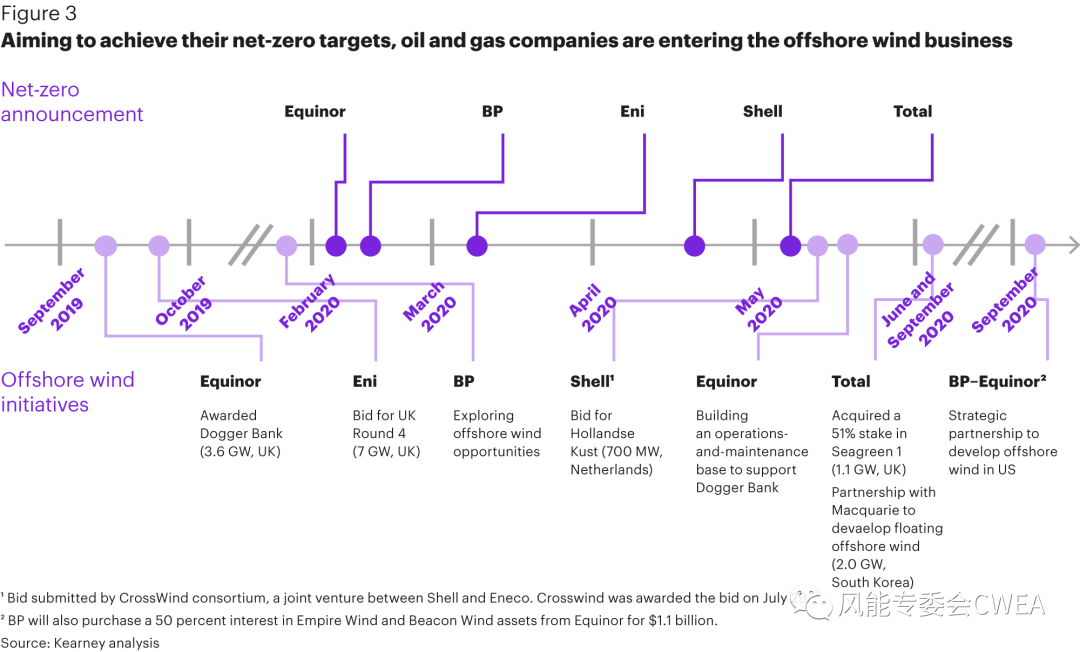 Figure 3
Aiming to achieve their net-zero targets, oil and gas companies are entering the offshore wind business
Net-zero
announcement
Equinor
BP
Eni
Shell
Total
September
2019
October
2019
February
2020
March
2020
April
2020
May
2020
June and
September
2020
September
2020
Offshore wind
initiatives
Equinor
Awarded
Dogger Bank
(3.6 GW, UK)
Eni
Bid for UK
Round 4
(7 GW, UK)
BP
Exploring
offshore wind
opportunities
Shell¹
Bid for
Hollandse
Kust (700 MW,
Netherlands)
Equinor
Building
an operations-
and-maintenance
base to support
Dogger Bank
Total
Acquired a
51% stake in
Seagreen 1
(1.1 GW, UK)
Partnership with
Macquarie to
devaelop floating
offshore wind
(2.0 GW,
South Korea)
BP–Equinor²
Strategic
partnership to
develop offshore
wind in US
¹ Bid submitted by CrossWind consortium, a joint venture between Shell and Eneco. Crosswind was awarded the bid on July
² BP will also purchase a 50 percent interest in Empire Wind and Beacon Wind assets from Equinor for $1.1 billion.
Source: Kearney analysis
风能专委会CWEA